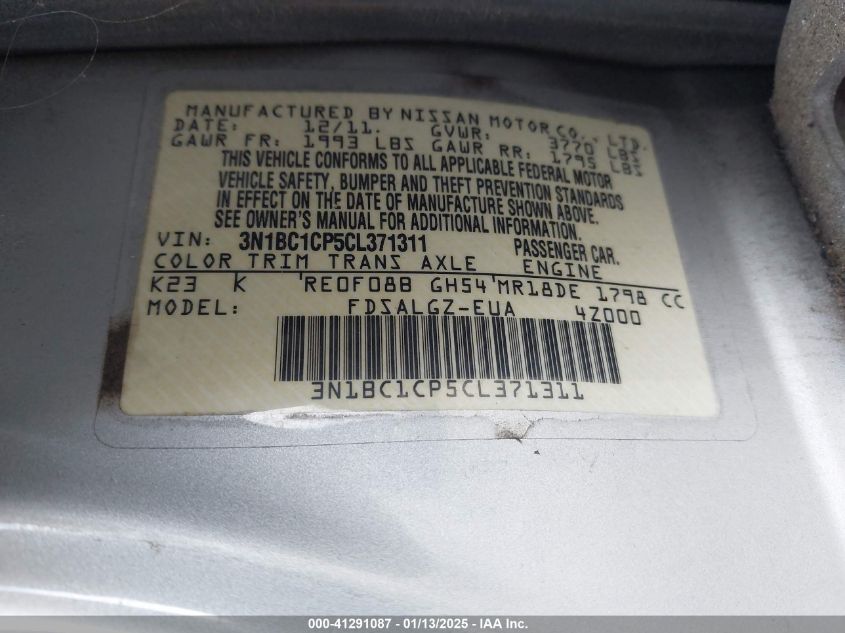 MANUFACTURED BY NISSAN MOTOR CO., LTD.
DATE: 12/11. GVWR: 3770 LBS
GAWR FR: 1993 LBS GAWR RR: 1795 LBS
THIS VEHICLE CONFORMS TO ALL APPLICABLE FEDERAL MOTOR
VEHICLE SAFETY, BUMPER AND THEFT PREVENTION STANDARDS
IN EFFECT ON THE DATE OF MANUFACTURE SHOWN ABOVE.
SEE OWNER'S MANUAL FOR ADDITIONAL INFORMATION.
VIN: 3N1BC1CP5CL371311 PASSENGER CAR.
COLOR TRIM TRANS AXLE ENGINE
K23 K 'RE0F08B GH54'MR18DE 1798 CC
MODEL: FDSALGZ-EUA 4Z000
3N1BC1CP5CL371311
000-41291087 - 01/13/2025 - IAA Inc.